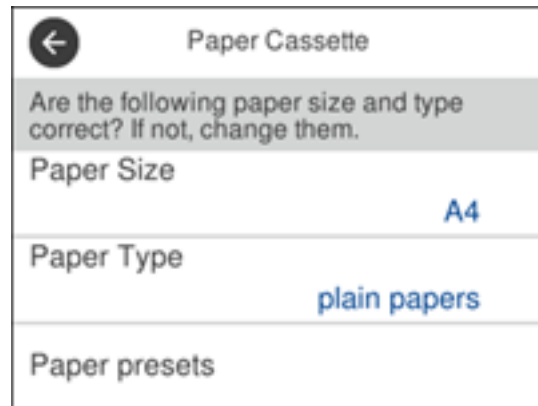 Paper Cassette
Are the following paper size and type
correct? If not, change them.
Paper Size
A4
Paper Type
plain papers
Paper presets